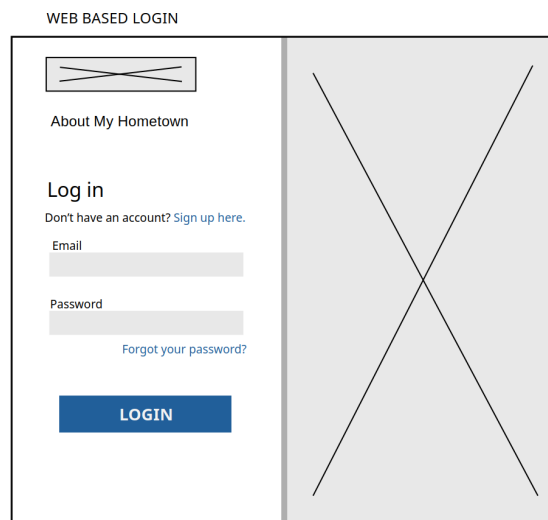 WEB BASED LOGIN
About My Hometown
Log in
Don't have an account? Sign up here.
Email
Password
Forgot your password?
LOGIN